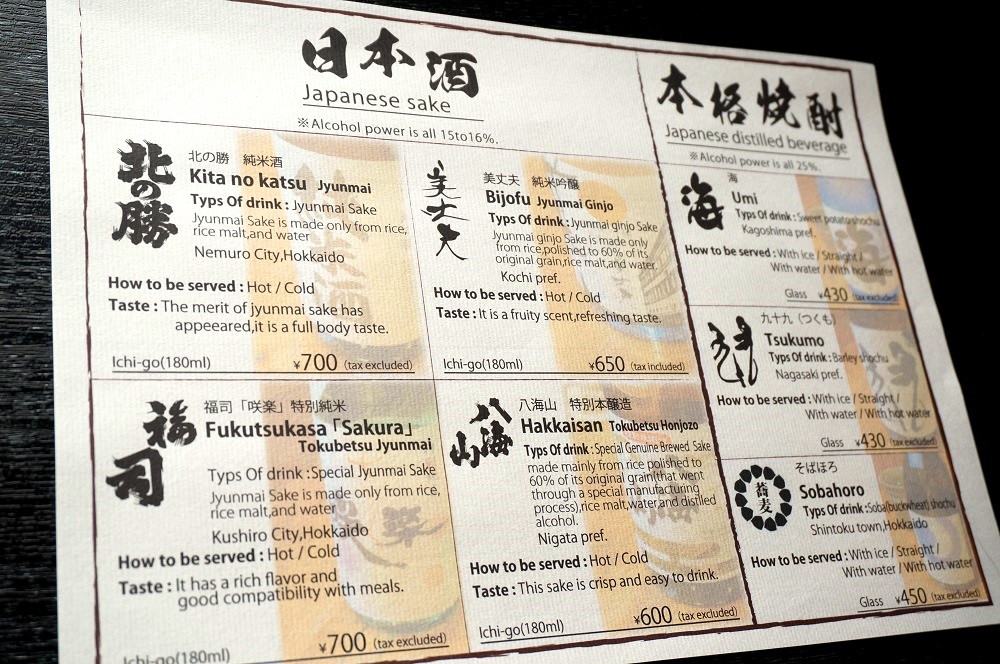 日本酒
Japanese sake
※Alcohol power is all 15to16%.
北の勝
北の勝 純米酒
Kita no katsu Jyunmai
Typs Of drink : Jyunmai Sake
Jyunmai Sake is made only from rice,
rice malt,and water
Nemuro City,Hokkaido
How to be served : Hot / Cold
Taste : The merit of jyunmai sake has
appeeared,it is a full body taste.
Ichi-go(180ml) ¥700 (tax excluded)
美丈夫
美丈夫 純米吟醸
Bijofu Jyunmai Ginjo
Typs Of drink : Jyunmai ginjo Sake
Jyunmai ginjo Sake is made only
from rice,polished to 60% of its
original grain,rice malt,and water.
Kochi pref.
How to be served : Hot / Cold
Taste : It is a fruity scent,refreshing taste.
Ichi-go(180ml) ¥650 (tax included)
福司
福司「咲楽」特別純米
Fukutsukasa「Sakura」
Tokubetsu Jyunmai
Typs Of drink :Special Jyunmai Sake
Jyunmai Sake is made only from rice,
rice malt,and water
Kushiro City,Hokkaido
How to be served : Hot / Cold
Taste : It has a rich flavor and
good compatibility with meals.
Ichi-go(180ml) ¥700 (tax excluded)
八海山
八海山 特別本醸造
Hakkaisan Tokubetsu Honjozo
Typs Of drink :Special Genuine Brewed Sake
made mainly from rice polished to
60% of its original grain(that went
through a special manufacturing
process),rice malt,water,and distlled
alcohol.
Nigata pref.
How to be served : Hot / Cold
Taste : This sake is crisp and easy to drink.
Ichi-go(180ml) ¥600 (tax excluded)
本格焼酎
Japanese distilled beverage
※Alcohol power is all 25%.
海
海
Umi
Typs Of drink : Sweet potato shochu
Kagoshima pref.
How to be served : With ice / Straight /
With water / With hot water
Glass ¥430 (tax excluded)
九十九（つくも）
Tsukumo
Typs Of drink : Barley shochu
Nagasaki pref.
How to be served : With ice / Straight /
With water / With hot water
Glass ¥430 (tax excluded)
蕎麦
そばほろ
Sobahoro
Typs Of drink :Soba(buckwheat) shochu
Shintoku town,Hokkaido
How to be served : With ice / Straight /
With water / With hot water
Glass ¥450 (tax excluded)